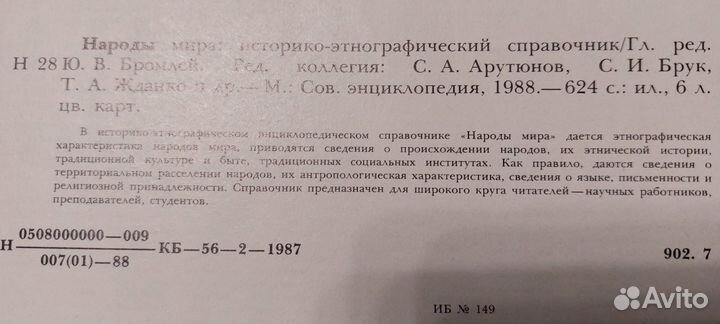 Народы мира: историко-этнографический справочник/Гл. ред.
Н 28 Ю. В. Бромлей. Ред. коллегия: С. А. Арутюнов, С. И. Брук,
Т. А. Жданко и др.— М.: Сов. энциклопедия, 1988.— 624 с.: ил., 6 л.
цв. карт.
В историко-этнографическом энциклопедическом справочнике «Народы мира» дается этнографическая
характеристика народов мира, приводятся сведения о происхождении народов, их этнической истории,
традиционной культуре и быте, традиционных социальных институтах. Как правило, даются сведения о
территориальном расселении народов, их антропологическая характеристика, сведения о языке, письменности и
религиозной принадлежности. Справочник предназначен для широкого круга читателей — научных работников,
преподавателей, студентов.
0508000000—009
Н КБ—56—2—1987
007(01)—88
902. 7
ИБ № 149
Avito